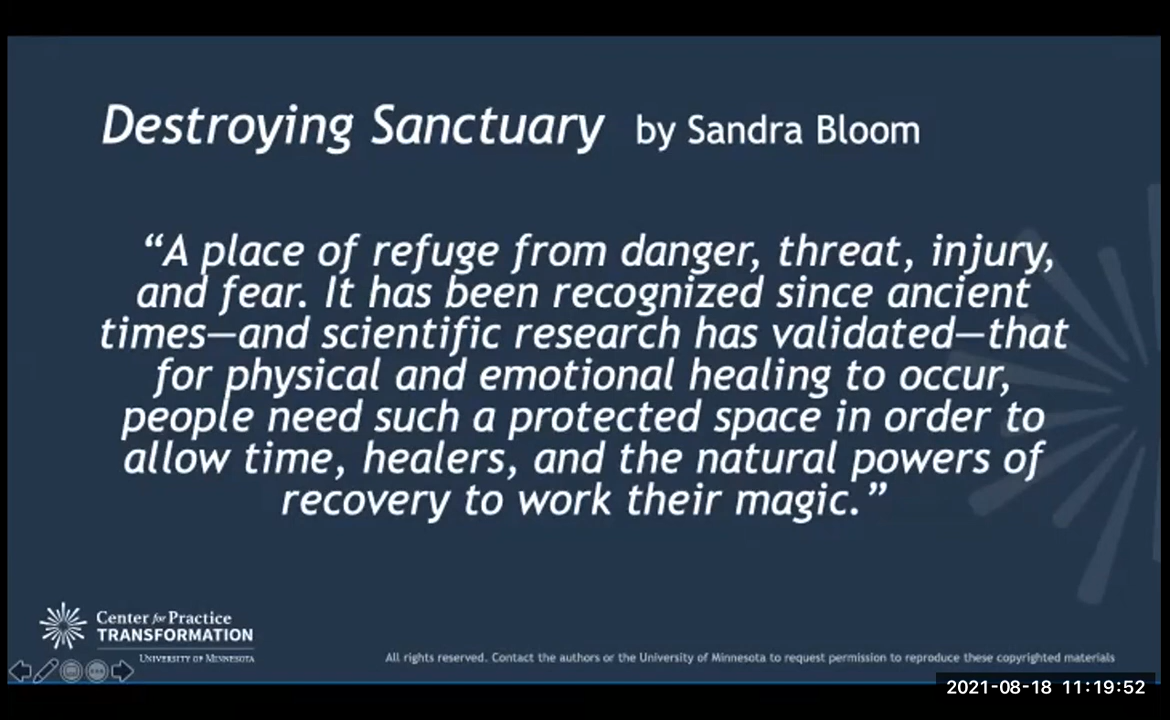 Destroying Sanctuary by Sandra Bloom
“A place of refuge from danger, threat, injury,
and fear. It has been recognized since ancient
times—and scientific research has validated—that
for physical and emotional healing to occur,
people need such a protected space in order to
allow time, healers, and the natural powers of
recovery to work their magic.”
Center for Practice
TRANSFORMATION
UNIVERSITY OF MINNESOTA
All rights reserved. Contact the authors or the University of Minnesota to request permission to reproduce these copyrighted materials
2021-08-18 11:19:52